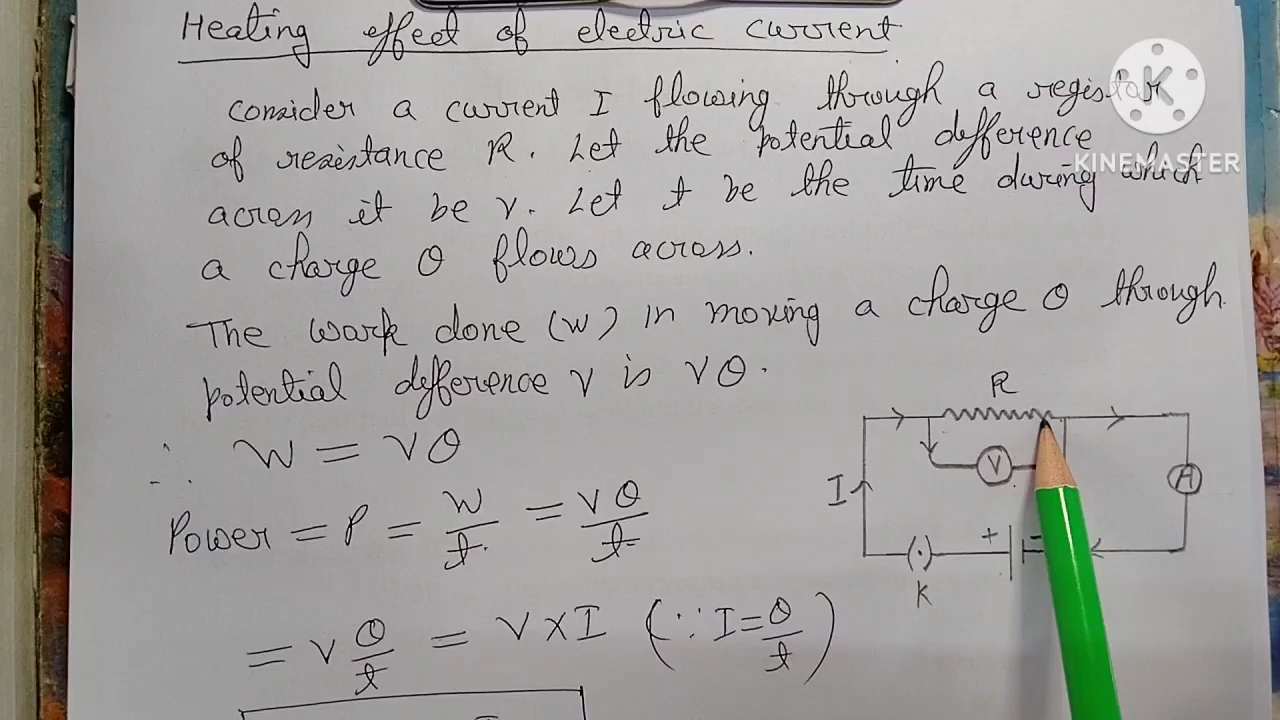 Heating effect of electric current
consider a current I flowing through a registar
of resistance R. Let the potential difference
KINEMASTER
across it be V. Let t be the time during which
a charge Q flows across.
The work done (W) in moving a charge Q through
potential difference V is VQ.
∴ W = VQ
Power = P = W/t = VQ/t
= V Q/t = V × I (∵ I = Q/t)
R
V
I
A
+ -
K